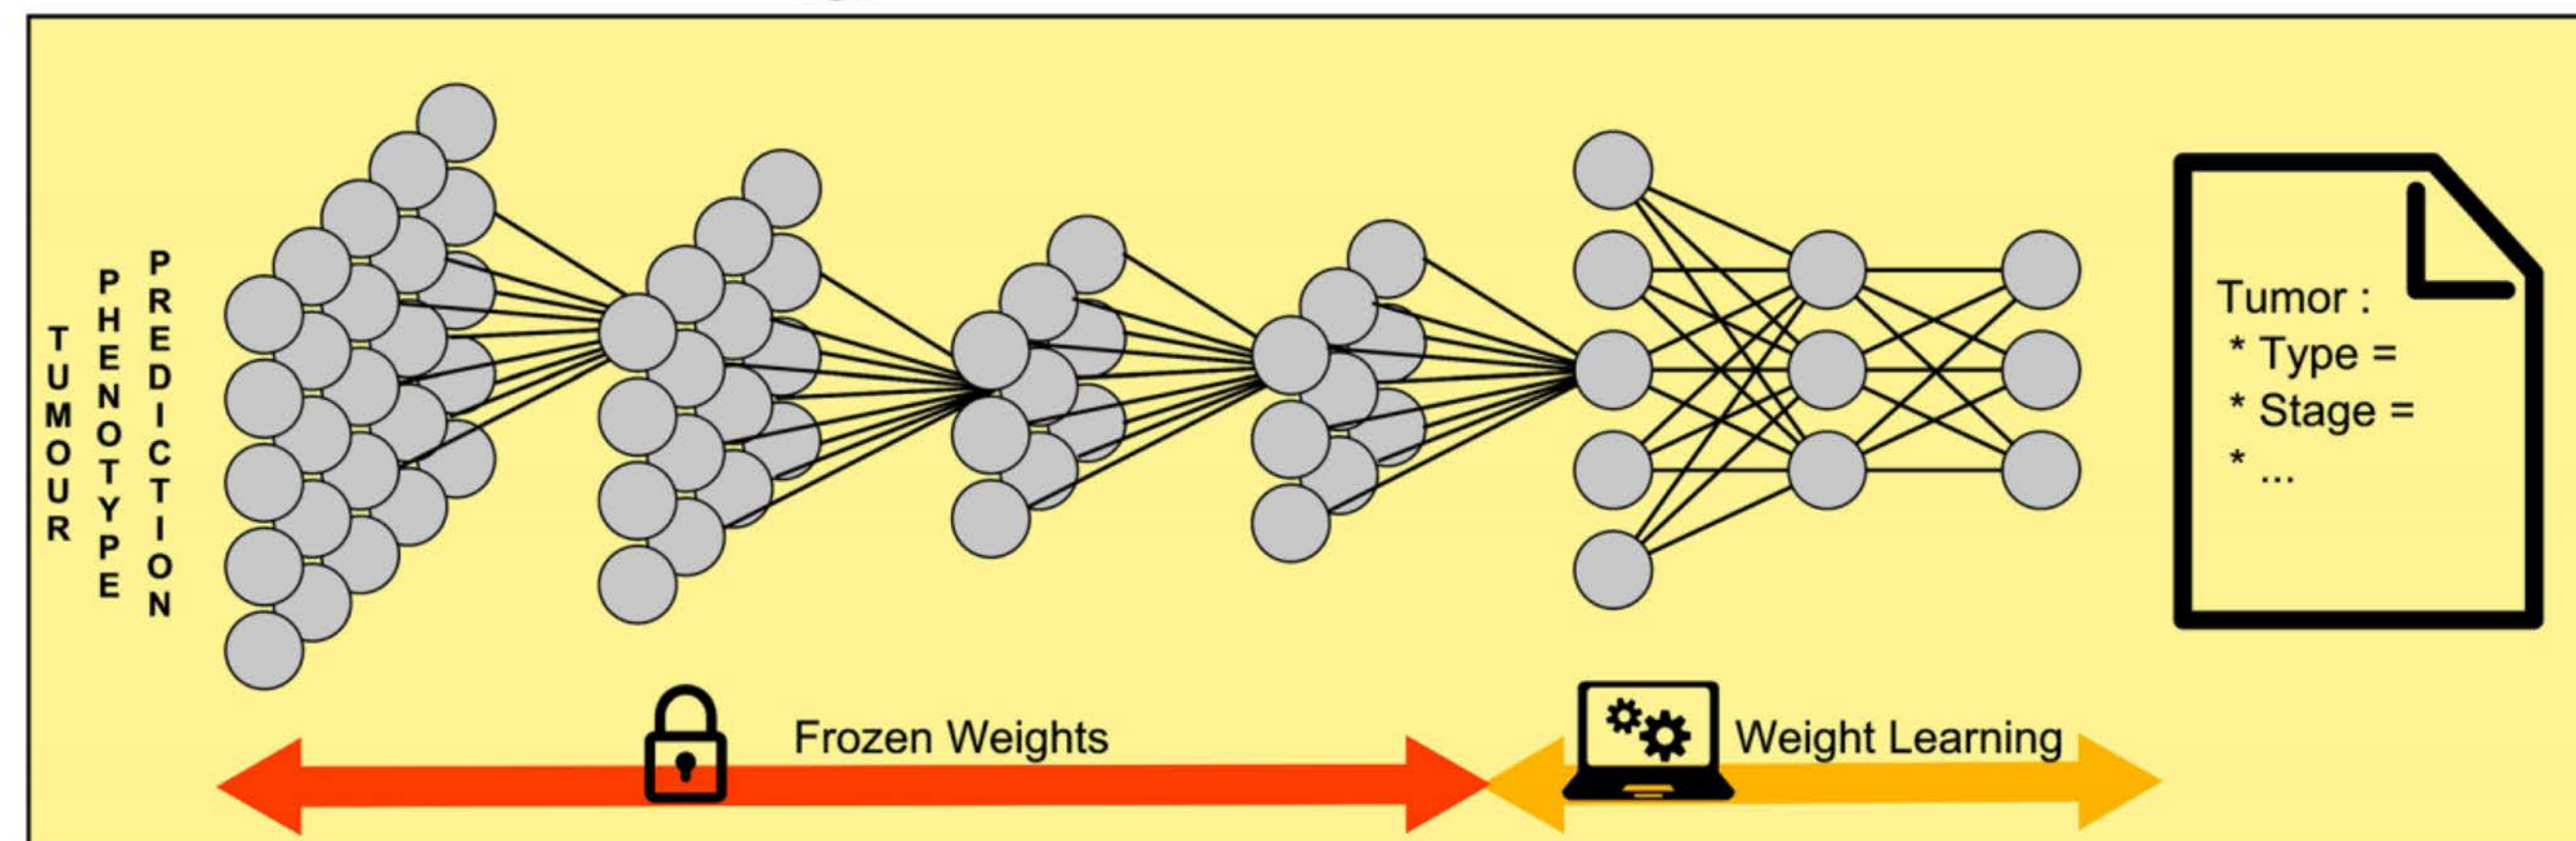 TUMOUR
PHENOTYPE
PREDICTION
Tumor :
* Type =
* Stage =
* ...
Frozen Weights
Weight Learning